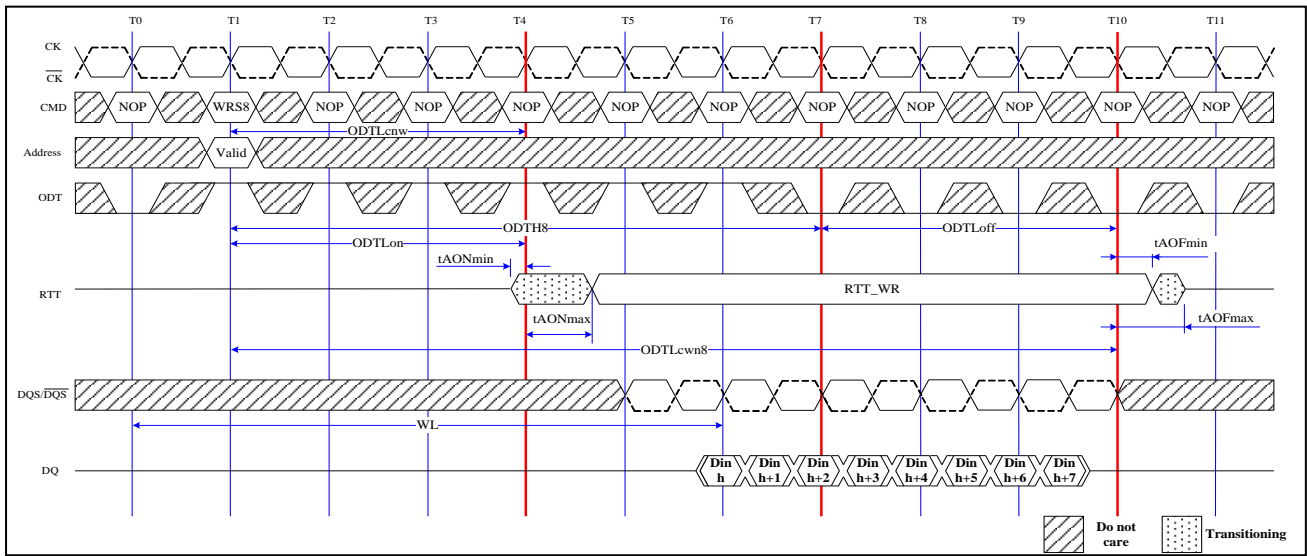 T0 T1 T2 T3 T4 T5 T6 T7 T8 T9 T10 T11
CK
CK
CMD NOP WRS8 NOP NOP NOP NOP NOP NOP NOP NOP NOP NOP
ODTLcnw
Address Valid
ODT
ODTH8 ODTLoff
ODTLon
tAONmin tAOFmin
RTT RTT_WR
tAONmax tAOFmax
ODTLcwn8
DQS/DQS
WL
DQ
Din h Din h+1 Din h+2 Din h+3 Din h+4 Din h+5 Din h+6 Din h+7
Do not care
Transitioning